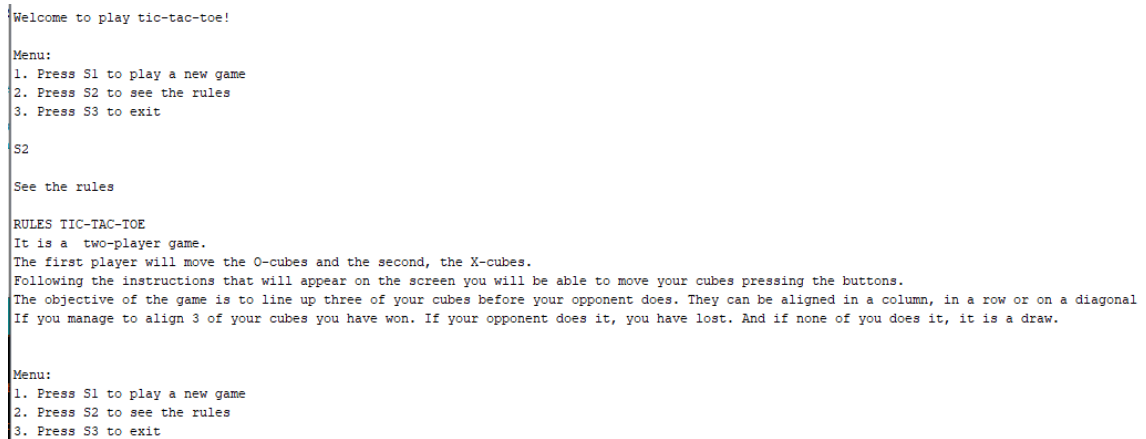 Welcome to play tic-tac-toe!
Menu:
1. Press S1 to play a new game
2. Press S2 to see the rules
3. Press S3 to exit
S2
See the rules
RULES TIC-TAC-TOE
It is a  two-player game.
The first player will move the O-cubes and the second, the X-cubes.
Following the instructions that will appear on the screen you will be able to move your cubes pressing the buttons.
The objective of the game is to line up three of your cubes before your opponent does. They can be aligned in a column, in a row or on a diagonal
If you manage to align 3 of your cubes you have won. If your opponent does it, you have lost. And if none of you does it, it is a draw.
Menu:
1. Press S1 to play a new game
2. Press S2 to see the rules
3. Press S3 to exit